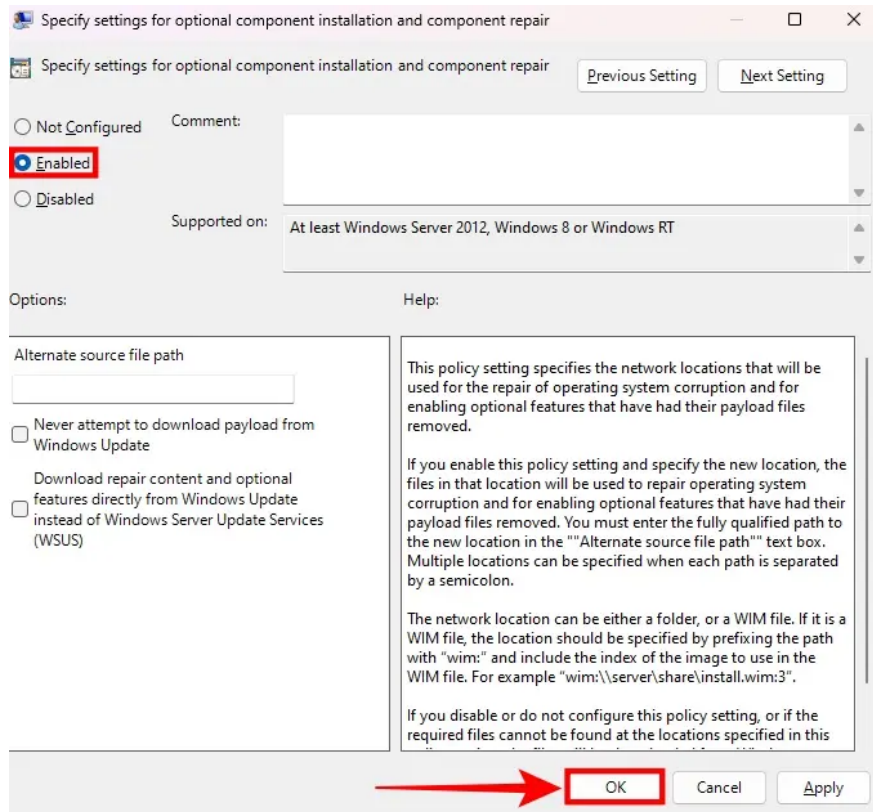 Specify settings for optional component installation and component repair
Specify settings for optional component installation and component repair
Previous Setting
Next Setting
Not Configured
Comment:
Enabled
Disabled
Supported on:
At least Windows Server 2012, Windows 8 or Windows RT
Options:
Help:
Alternate source file path
Never attempt to download payload from
Windows Update
Download repair content and optional
features directly from Windows Update
instead of Windows Server Update Services
(WSUS)
This policy setting specifies the network locations that will be
used for the repair of operating system corruption and for
enabling optional features that have had their payload files
removed.
If you enable this policy setting and specify the new location, the
files in that location will be used to repair operating system
corruption and for enabling optional features that have had their
payload files removed. You must enter the fully qualified path to
the new location in the ""Alternate source file path"" text box.
Multiple locations can be specified when each path is separated
by a semicolon.
The network location can be either a folder, or a WIM file. If it is a
WIM file, the location should be specified by prefixing the path
with “wim:” and include the index of the image to use in the
WIM file. For example “wim:\\server\share\install.wim:3”.
If you disable or do not configure this policy setting, or if the
required files cannot be found at the locations specified in this
OK
Cancel
Apply